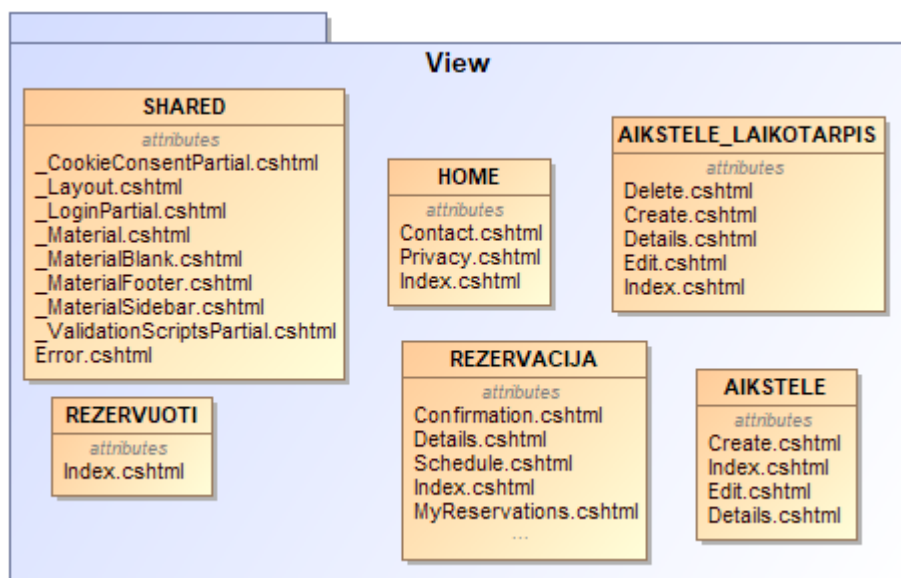 View
SHARED
attributes
_CookieConsentPartial.cshtml
_Layout.cshtml
_LoginPartial.cshtml
_Material.cshtml
_MaterialBlank.cshtml
_MaterialFooter.cshtml
_MaterialSidebar.cshtml
_ValidationScriptsPartial.cshtml
Error.cshtml
HOME
attributes
Contact.cshtml
Privacy.cshtml
Index.cshtml
AIKSTELE_LAIKOTARPIS
attributes
Delete.cshtml
Create.cshtml
Details.cshtml
Edit.cshtml
Index.cshtml
REZERVUOTI
attributes
Index.cshtml
REZERVACIJA
attributes
Confirmation.cshtml
Details.cshtml
Schedule.cshtml
Index.cshtml
MyReservations.cshtml
...
AIKSTELE
attributes
Create.cshtml
Index.cshtml
Edit.cshtml
Details.cshtml